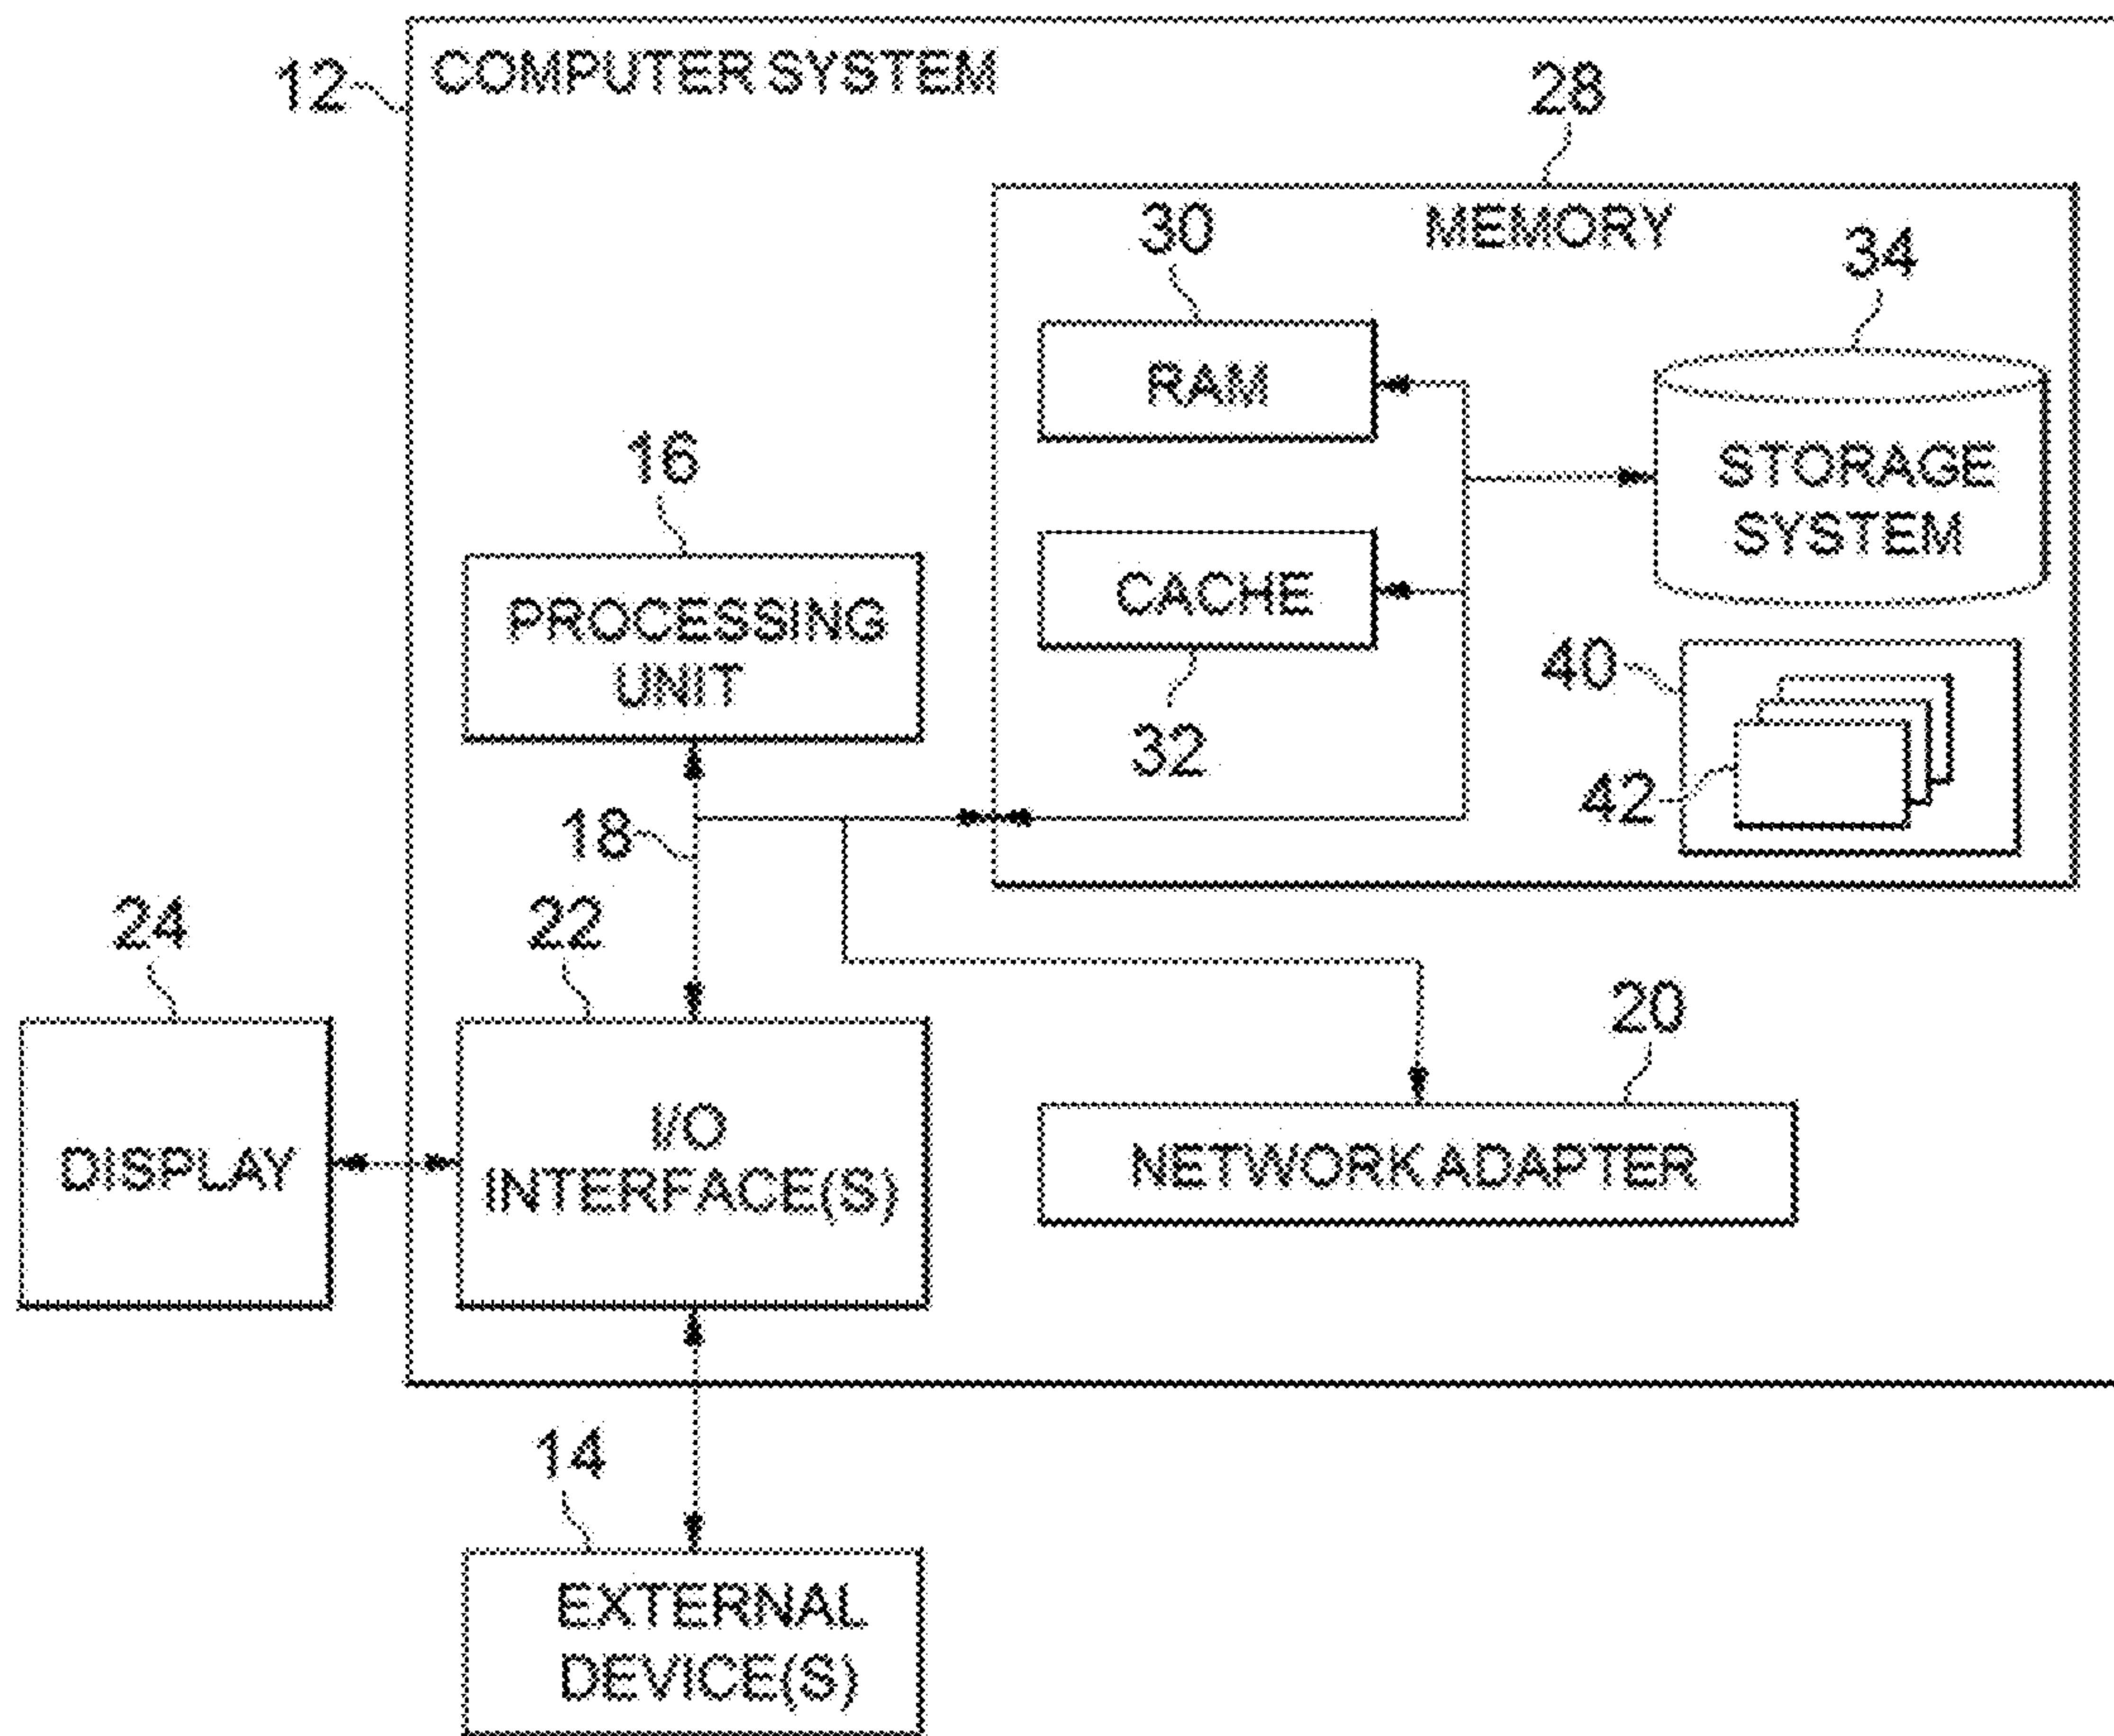 12
COMPUTER SYSTEM
28
MEMORY
30
34
RAM
STORAGE
SYSTEM
16
PROCESSING
UNIT
CACHE
32
40
42
18
24
22
20
DISPLAY
I/O
INTERFACE(S)
NETWORK ADAPTER
14
EXTERNAL
DEVICE(S)